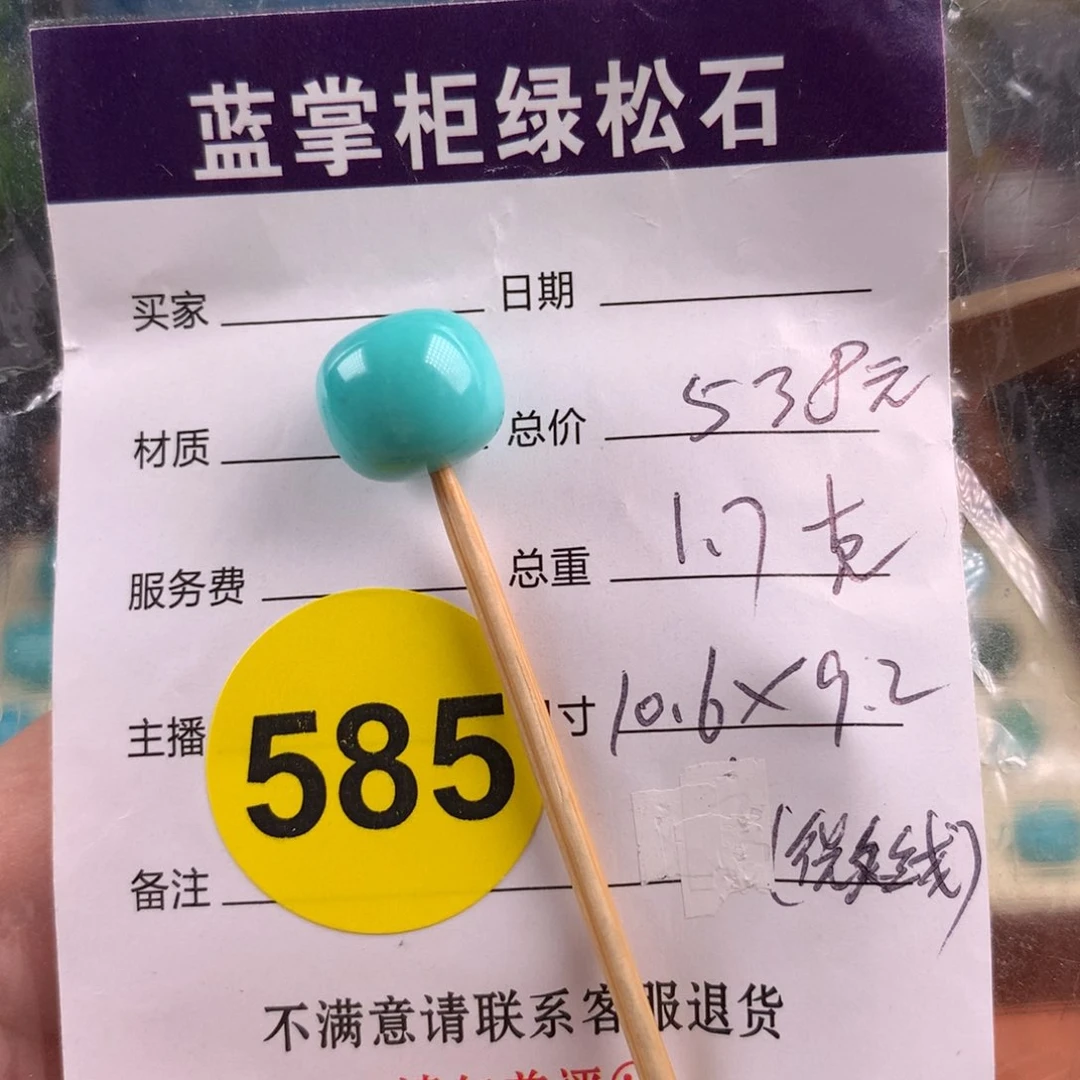 蓝掌柜绿松石
买家 日期
材质 总价 538元
服务费 总重 1.7克
主播 寸 10.6×9.2
585
备注 线)
不满意请联系客服退货